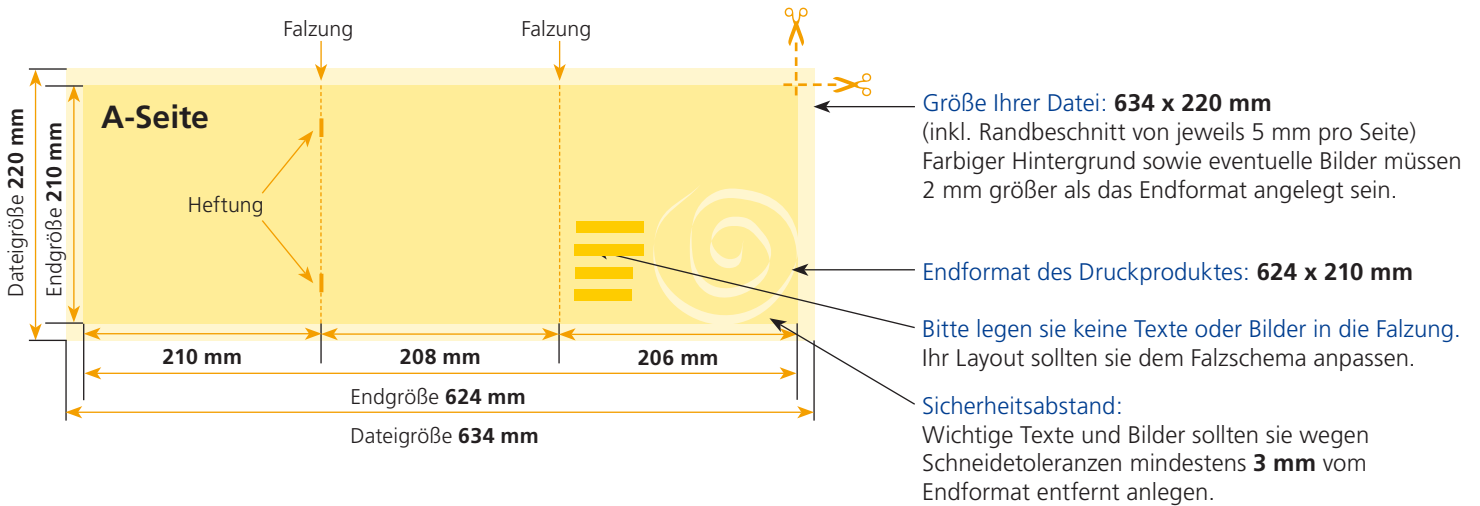 Falzung
Falzung
A-Seite
Dateigröße 220 mm
Endgröße 210 mm
Heftung
210 mm
208 mm
206 mm
Endgröße 624 mm
Dateigröße 634 mm
Größe Ihrer Datei: 634 x 220 mm
(inkl. Randbeschnitt von jeweils 5 mm pro Seite)
Farbiger Hintergrund sowie eventuelle Bilder müssen
2 mm größer als das Endformat angelegt sein.
Endformat des Druckproduktes: 624 x 210 mm
Bitte legen sie keine Texte oder Bilder in die Falzung.
Ihr Layout sollten sie dem Falzschema anpassen.
Sicherheitsabstand:
Wichtige Texte und Bilder sollten sie wegen
Schneidetoleranzen mindestens 3 mm vom
Endformat entfernt anlegen.